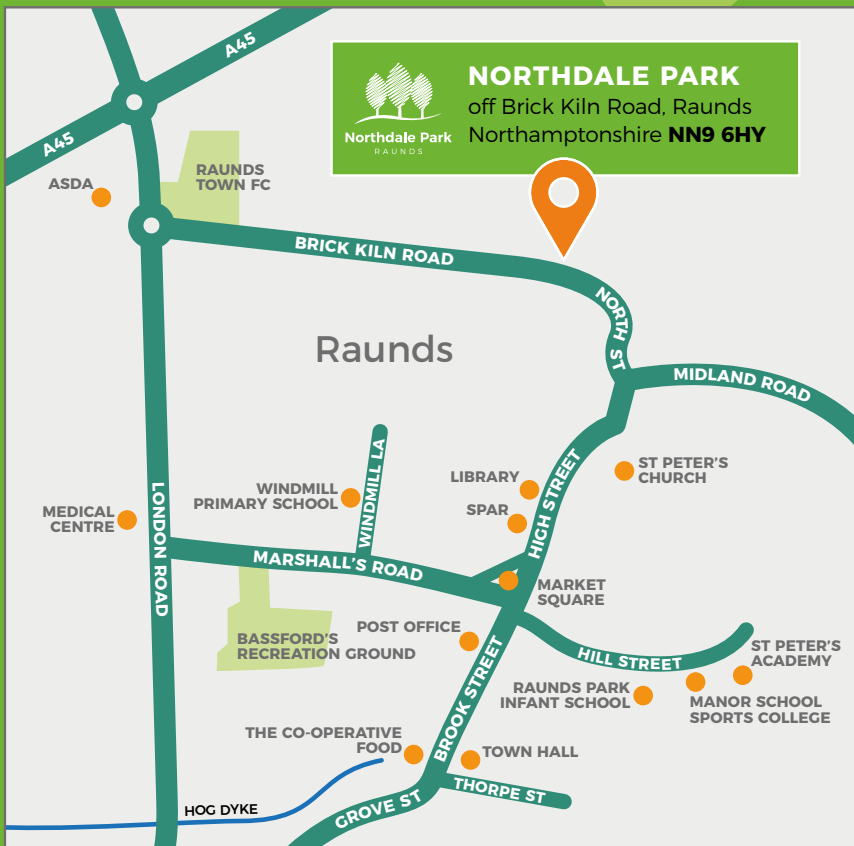 A45
A45
NORTHDALE PARK
off Brick Kiln Road, Raunds
Northamptonshire NN9 6HY
Northdale Park
RAUNDS
ASDA
RAUNDS
TOWN FC
BRICK KILN ROAD
NORTH ST
Raunds
MIDLAND ROAD
LONDON ROAD
MEDICAL
CENTRE
WINDMILL
PRIMARY SCHOOL
WINDMILL LA
LIBRARY
SPAR
HIGH STREET
ST PETER'S
CHURCH
MARSHALL'S ROAD
MARKET
SQUARE
BASSFORD'S
RECREATION GROUND
POST OFFICE
BROOK STREET
HILL STREET
RAUNDS PARK
INFANT SCHOOL
ST PETER'S
ACADEMY
MANOR SCHOOL
SPORTS COLLEGE
THE CO-OPERATIVE
FOOD
TOWN HALL
THORPE ST
GROVE ST
HOG DYKE